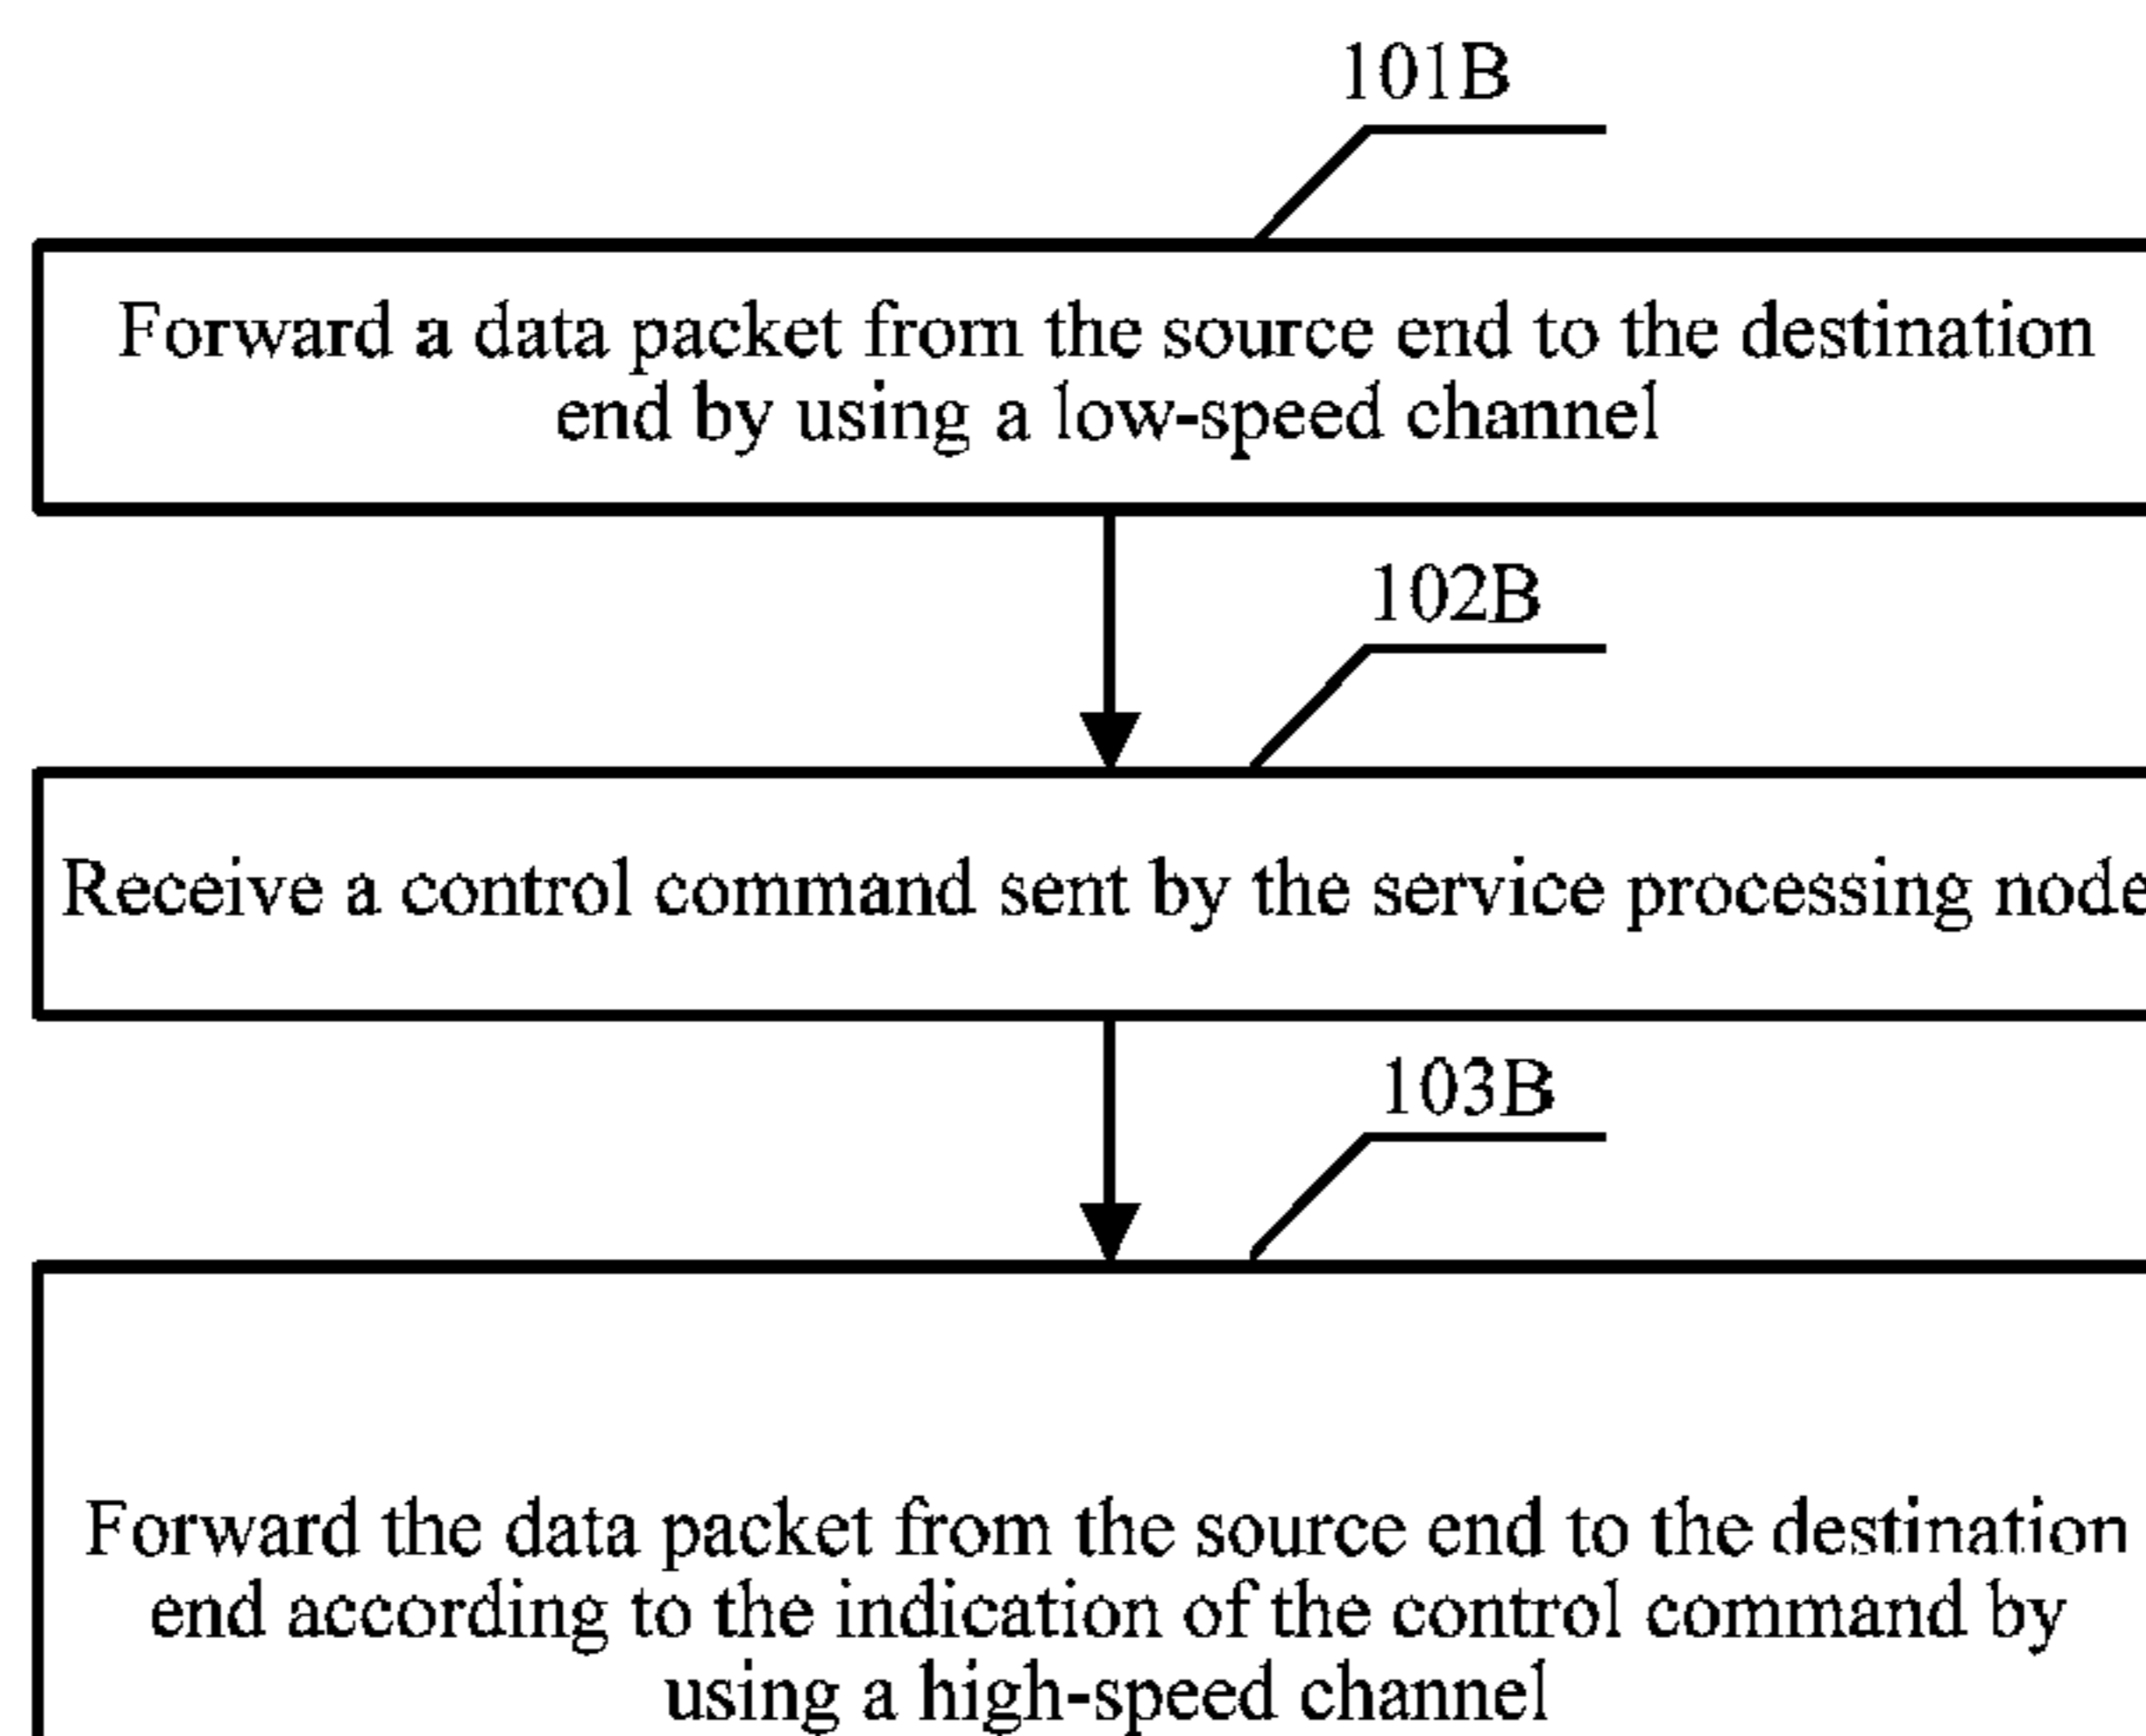 101B
Forward a data packet from the source end to the destination
end by using a low-speed channel
102B
Receive a control command sent by the service processing node
103B
Forward the data packet from the source end to the destination
end according to the indication of the control command by
using a high-speed channel